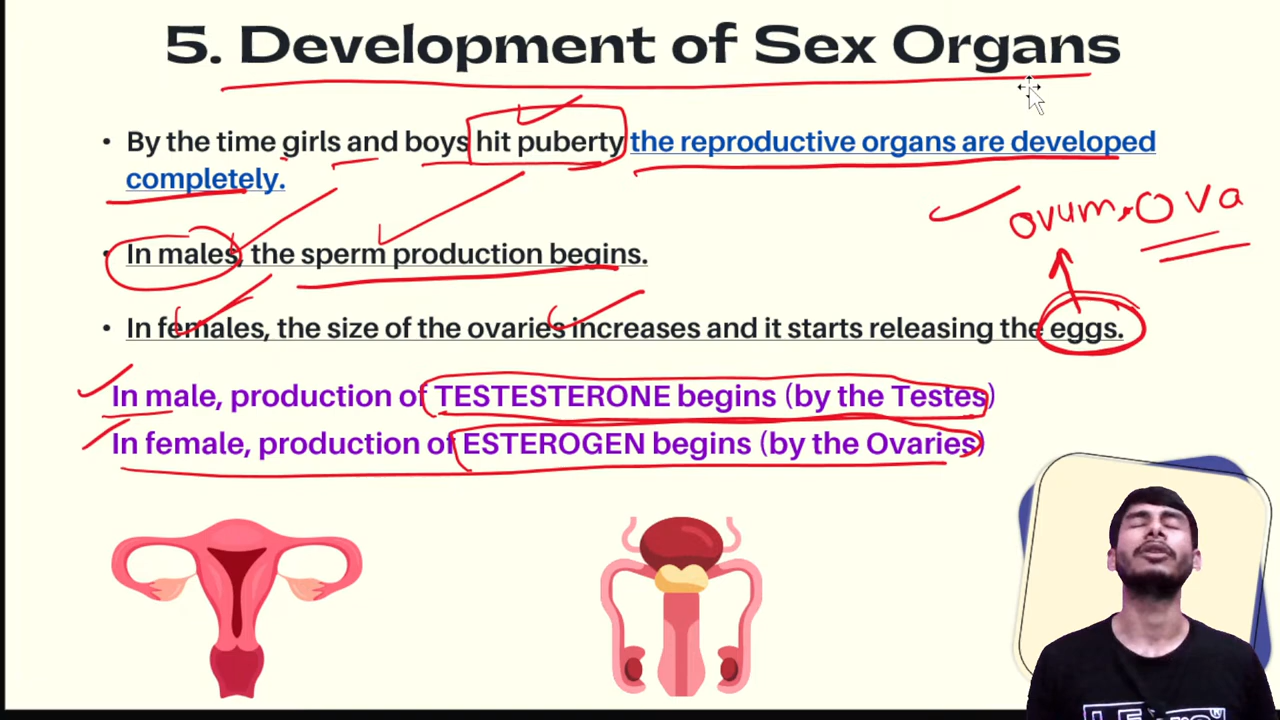 5. Development of Sex Organs
• By the time girls and boys hit puberty the reproductive organs are developed
completely.
ovum, Ova
• In males, the sperm production begins.
• In females, the size of the ovaries increases and it starts releasing the eggs.
In male, production of TESTESTERONE begins (by the Testes)
In female, production of ESTEROGEN begins (by the Ovaries)